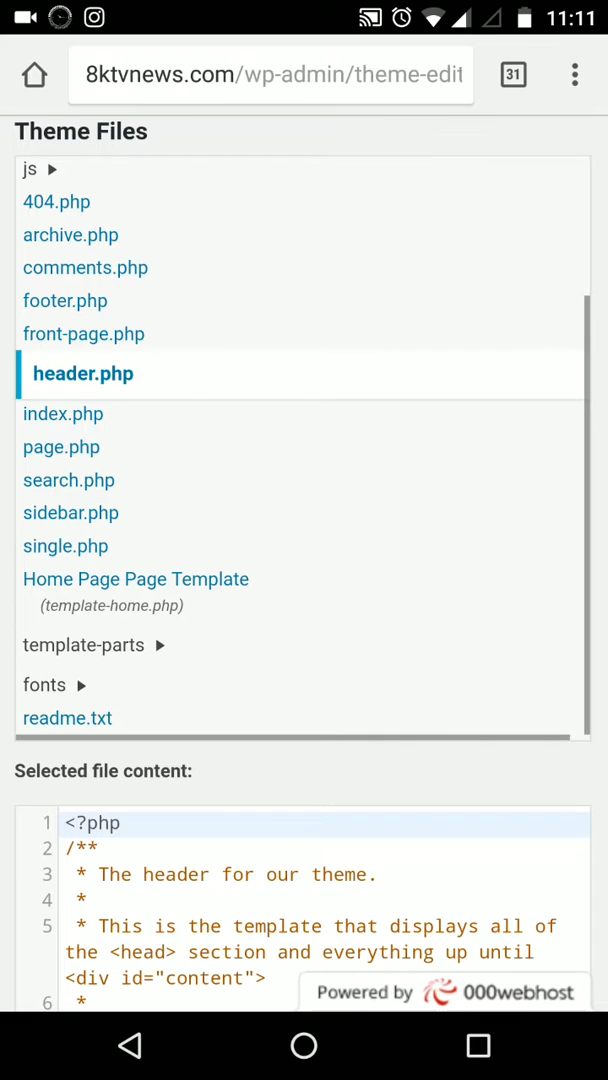 11:11
8ktvnews.com/wp-admin/theme-edit
31
Theme Files
js
404.php
archive.php
comments.php
footer.php
front-page.php
header.php
index.php
page.php
search.php
sidebar.php
single.php
Home Page Page Template
(template-home.php)
template-parts
fonts
readme.txt
Selected file content:
1 <?php
2 /**
3 * The header for our theme.
4 *
5 * This is the template that displays all of
the <head> section and everything up until
<div id="content">
6 *
Powered by 000webhost